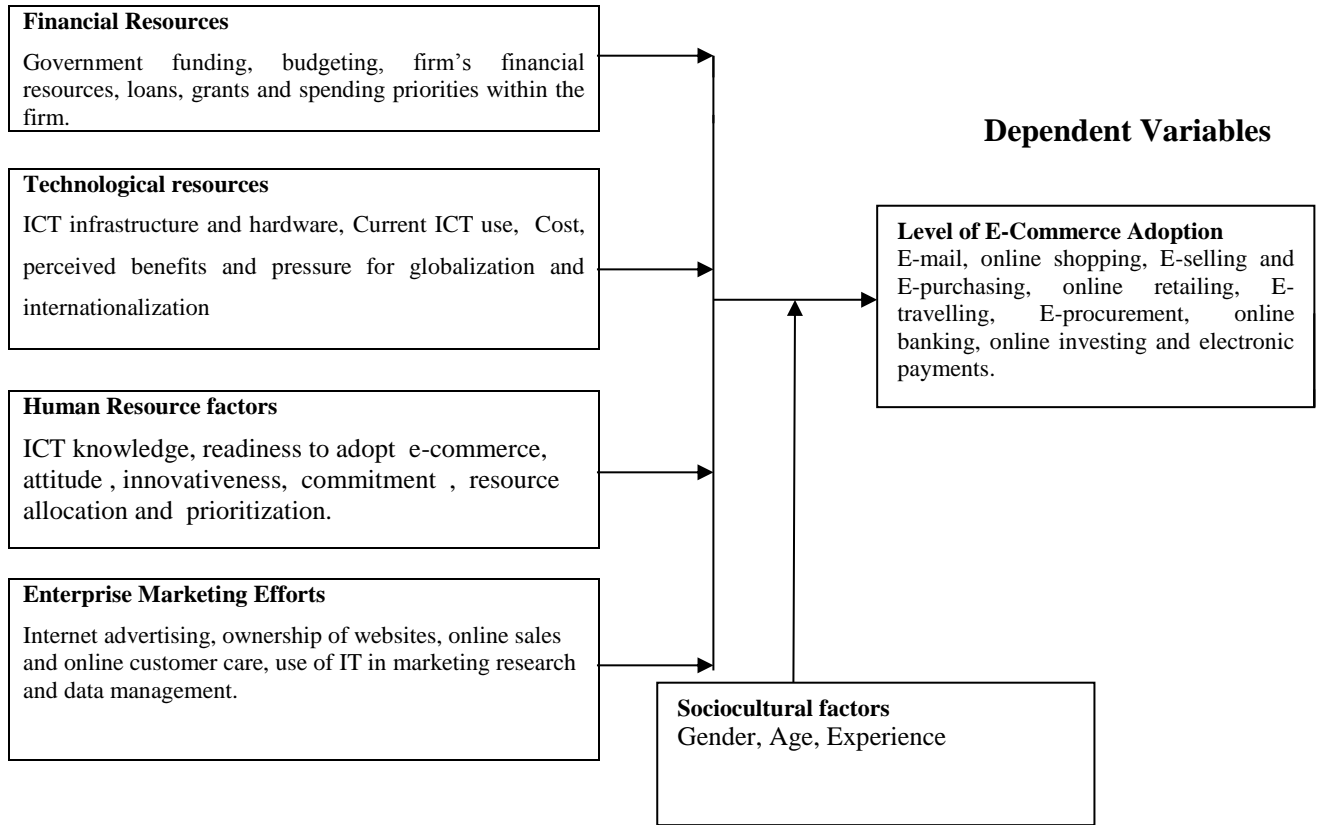 Financial Resources
Government funding, budgeting, firm’s financial
resources, loans, grants and spending priorities within the
firm.
Dependent Variables
Technological resources
ICT infrastructure and hardware, Current ICT use, Cost,
perceived benefits and pressure for globalization and
internationalization
Level of E-Commerce Adoption
E-mail, online shopping, E-selling and
E-purchasing, online retailing, E-
travelling, E-procurement, online
banking, online investing and electronic
payments.
Human Resource factors
ICT knowledge, readiness to adopt e-commerce,
attitude , innovativeness, commitment , resource
allocation and prioritization.
Enterprise Marketing Efforts
Internet advertising, ownership of websites, online sales
and online customer care, use of IT in marketing research
and data management.
Sociocultural factors
Gender, Age, Experience